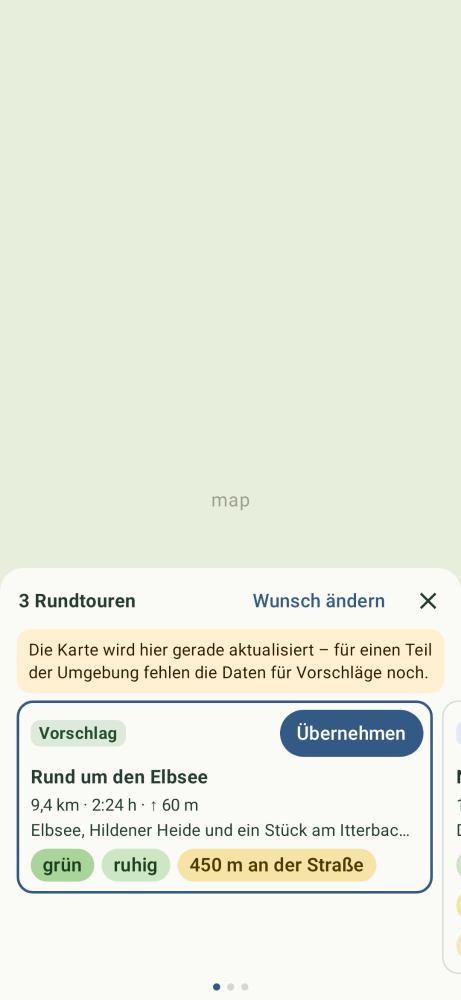 map
3 Rundtouren
Wunsch ändern
Die Karte wird hier gerade aktualisiert – für einen Teil
der Umgebung fehlen die Daten für Vorschläge noch.
Vorschlag
Übernehmen
Rund um den Elbsee
9,4 km · 2:24 h · ↑ 60 m
Elbsee, Hildener Heide und ein Stück am Itterbac…
grün
ruhig
450 m an der Straße